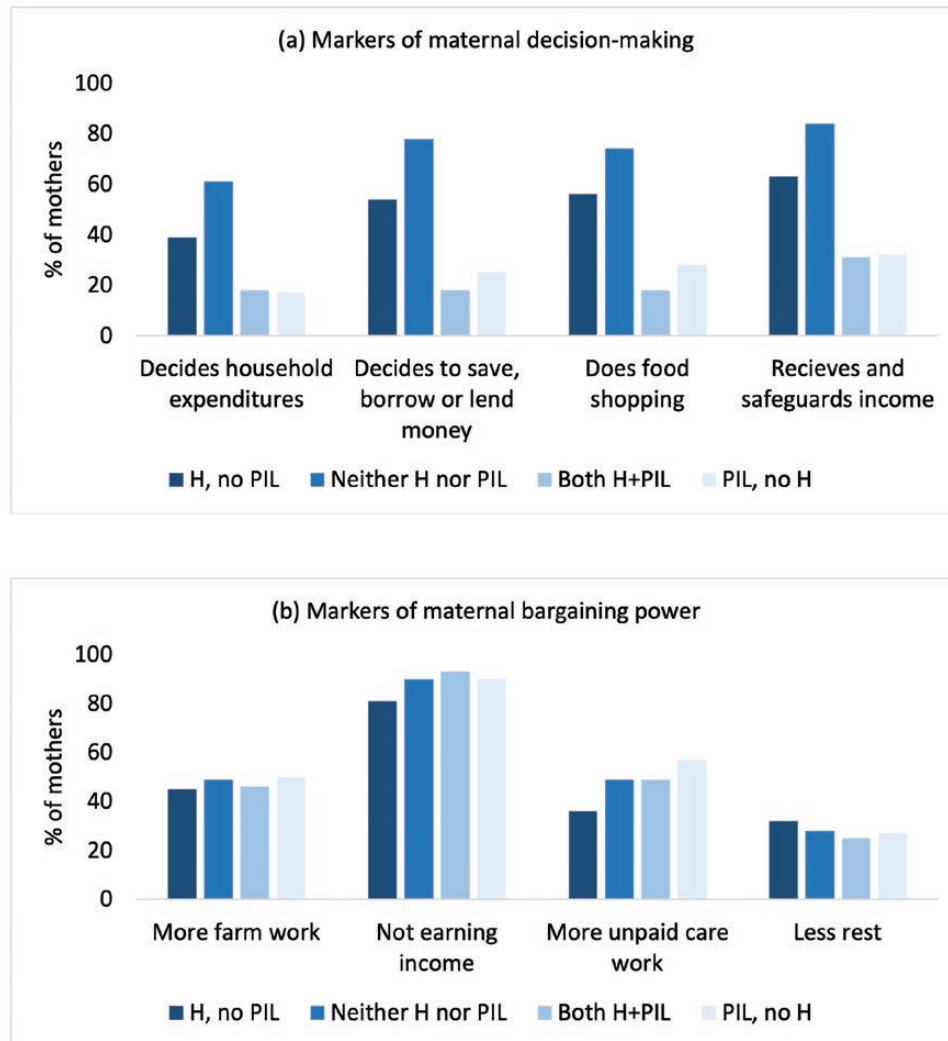 (a) Markers of maternal decision-making
% of mothers
100
80
60
40
20
0
Decides household
expenditures
Decides to save,
borrow or lend
money
Does food
shopping
Recieves and
safeguards income
H, no PIL Neither H nor PIL Both H+PIL PIL, no H
(b) Markers of maternal bargaining power
% of mothers
100
80
60
40
20
0
More farm work
Not earning
income
More unpaid care
work
Less rest
H, no PIL Neither H nor PIL Both H+PIL PIL, no H